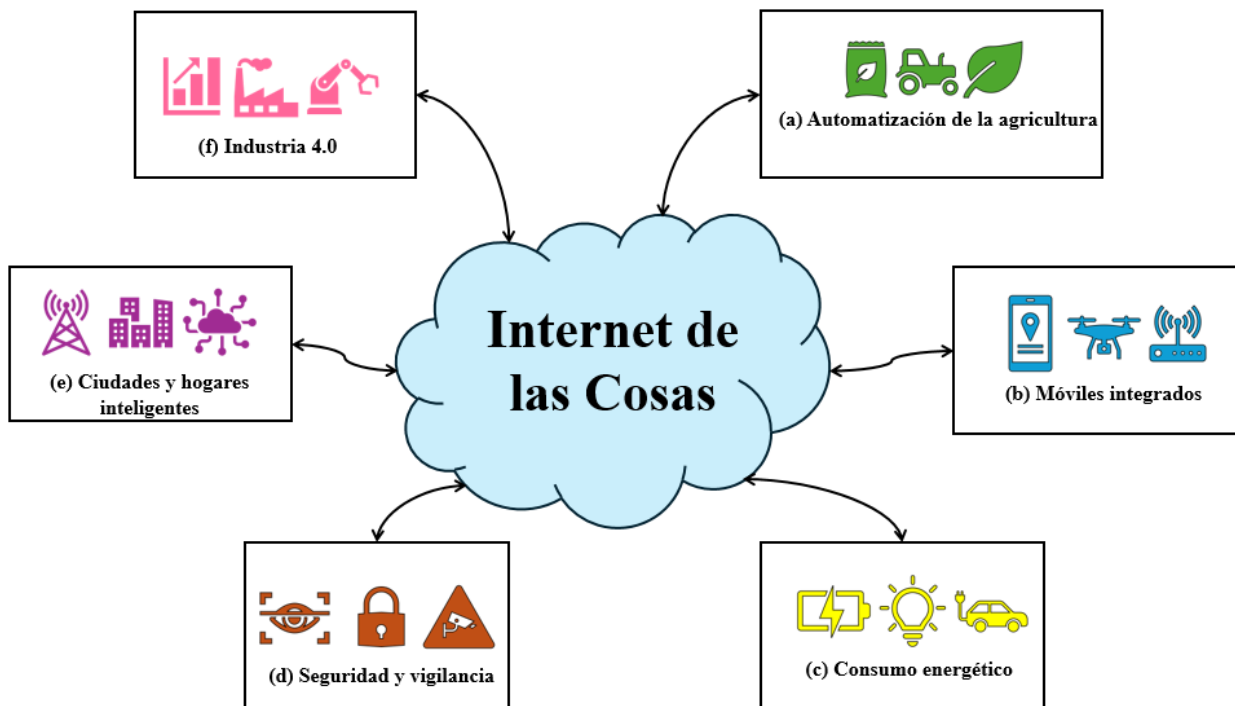 (f) Industria 4.0
(a) Automatización de la agricultura
Internet de
las Cosas
(e) Ciudades y hogares
inteligentes
(b) Móviles integrados
(d) Seguridad y vigilancia
(c) Consumo energético